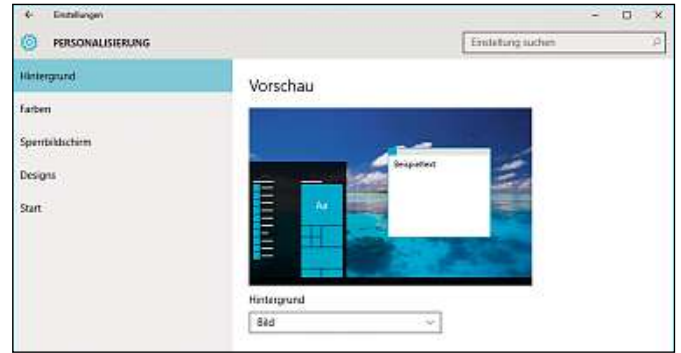 Einstellungen
PERSONALISIERUNG
Einstellung suchen
Hintergrund
Farben
Sperrbildschirm
Designs
Start
Vorschau
Beispieltext
Aa
Hintergrund
Bild